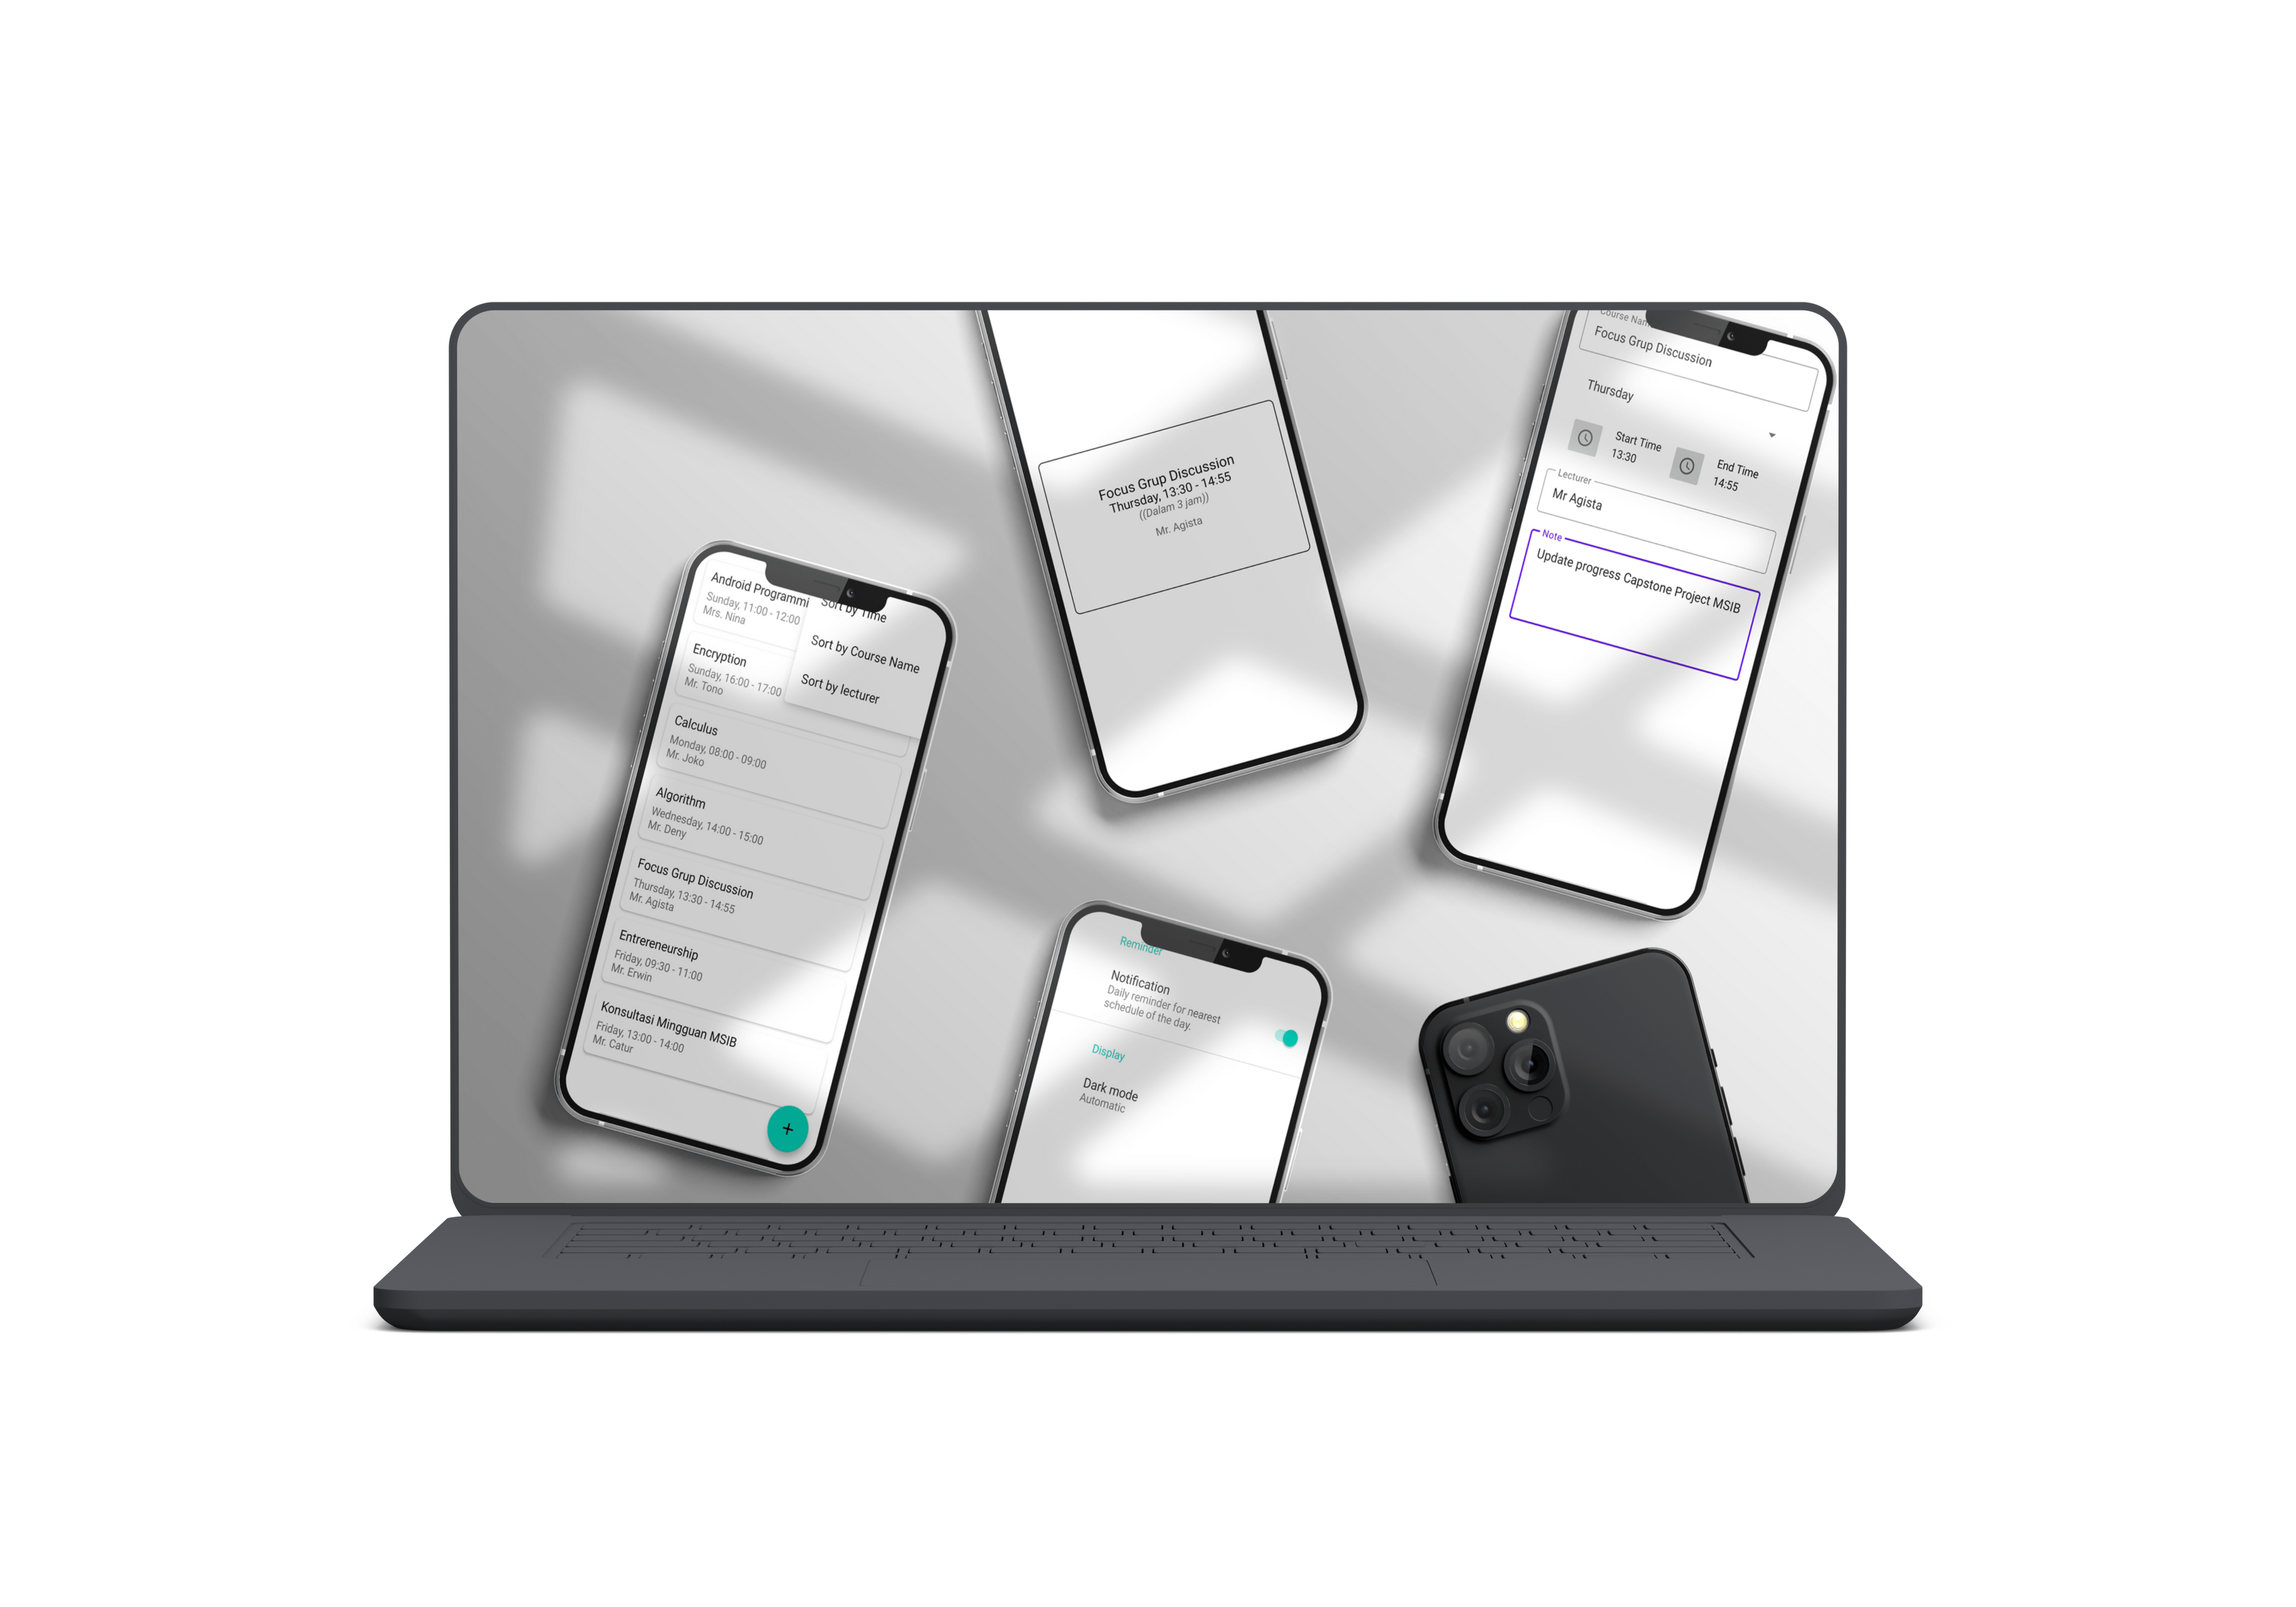 Android Programmi
Sunday, 11:00 - 12:00
Mrs. Nina
Encryption
Sunday, 16:00 - 17:00
Mr. Tono
Calculus
Monday, 08:00 - 09:00
Mr. Joko
Algorithm
Wednesday, 14:00 - 15:00
Mr. Deny
Focus Grup Discussion
Thursday, 13:30 - 14:55
Mr. Agista
Entrereneurship
Friday, 09:30 - 11:00
Mr. Erwin
Konsultasi Mingguan MSIB
Friday, 13:00 - 14:00
Mr. Catur
Sort by Time
Sort by Course Name
Sort by lecturer
+
Focus Grup Discussion
Thursday, 13:30 - 14:55
((Dalam 3 jam))
Mr. Agista
Course Nam
Focus Grup Discussion
Thursday
Start Time
13:30
End Time
14:55
Lecturer
Mr Agista
Note
Update progress Capstone Project MSIB
Reminder
Notification
Daily reminder for nearest
schedule of the day.
Display
Dark mode
Automatic